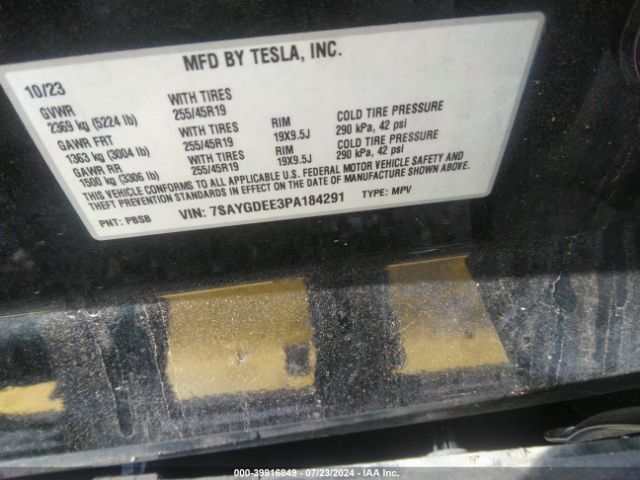 MFD BY TESLA, INC.
10/23
GVWR WITH TIRES RIM COLD TIRE PRESSURE
2369 kg (5224 lb) 255/45R19 19X9.5J 290 kPa, 42 psi
GAWR FRT WITH TIRES RIM COLD TIRE PRESSURE
1363 kg (3004 lb) 255/45R19 19X9.5J 290 kPa, 42 psi
GAWR RR WITH TIRES
1500 kg (3306 lb) 255/45R19
THIS VEHICLE CONFORMS TO ALL APPLICABLE U.S. FEDERAL MOTOR VEHICLE SAFETY AND
STANDARDS IN EFFECT ON THE DATE OF MANUFACTURE SHOWN ABOVE.
PNT: PBSB VIN: 7SAYGDEE3PA184291 TYPE: MPV
000-39916849 - 07/23/2024 - IAA Inc.